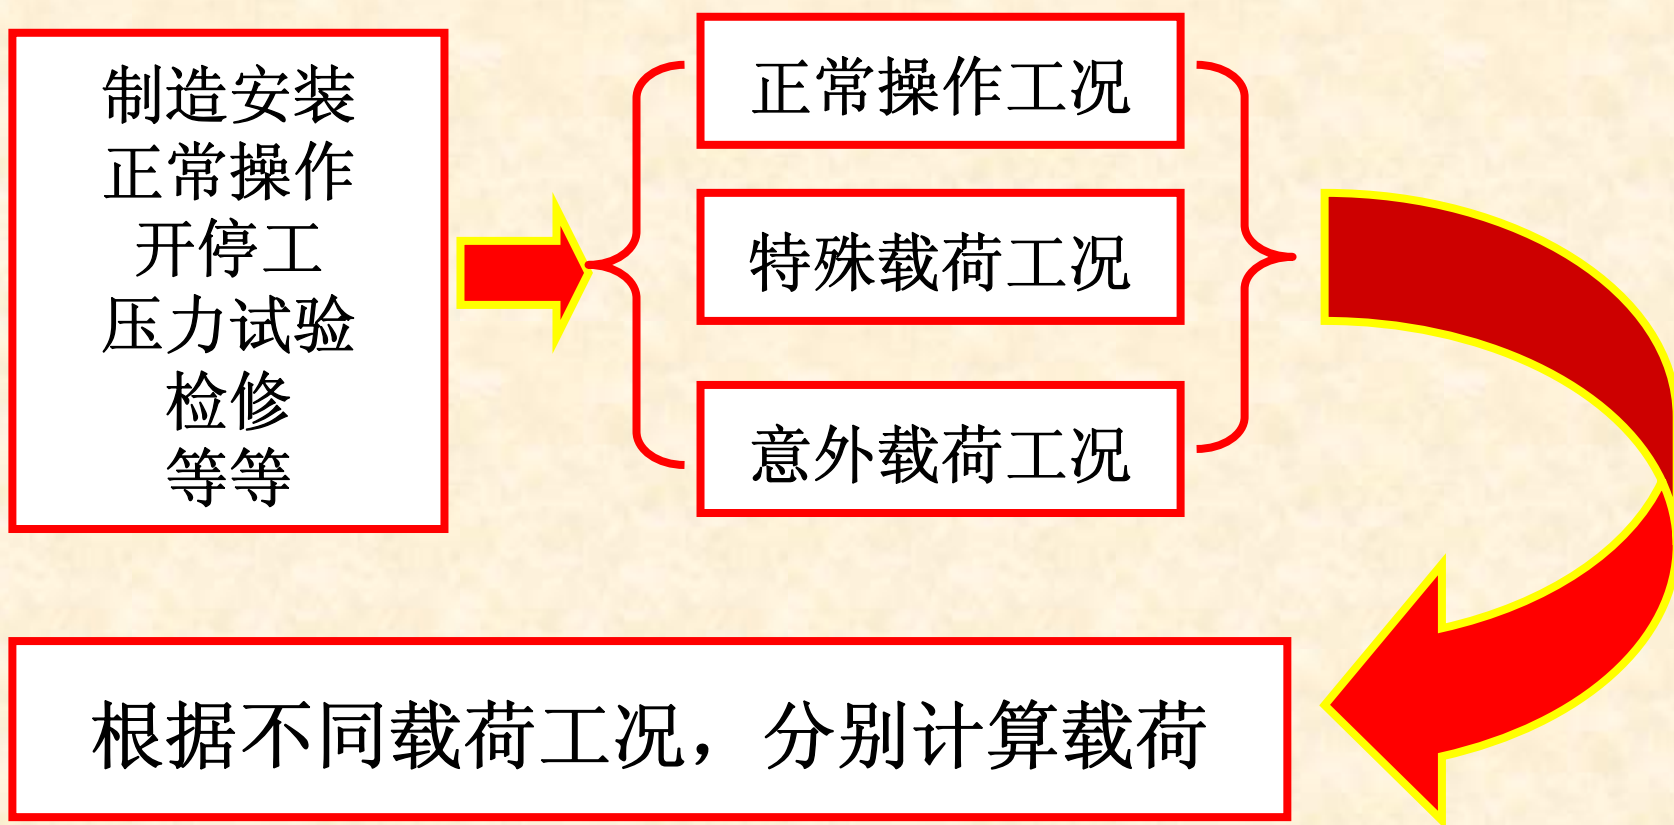 制造安装
正常操作
开停工
压力试验
检修
等等
正常操作工况
特殊载荷工况
意外载荷工况
根据不同载荷工况，分别计算载荷